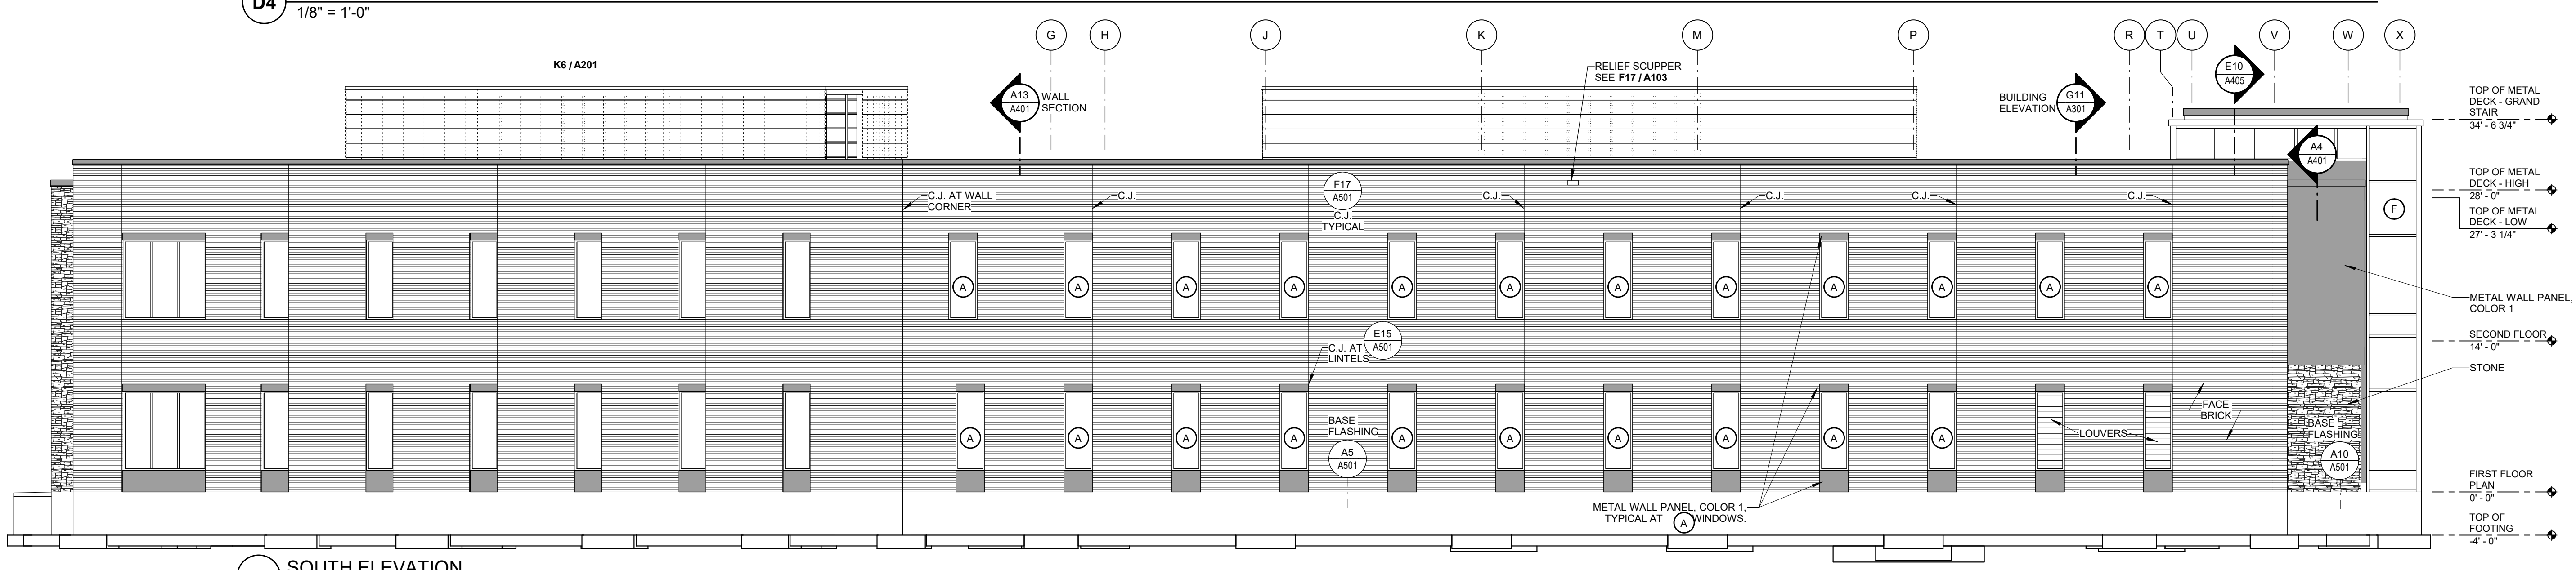 D4
1/8" = 1'-0"
G
H
J
K
M
P
R
T
U
V
W
X
K6 / A201
A13
A401
WALL
SECTION
RELIEF SCUPPER
SEE F17 / A103
BUILDING
ELEVATION
G11
A301
E10
A405
A4
A401
TOP OF METAL
DECK - GRAND
STAIR
34' - 6 3/4"
TOP OF METAL
DECK - HIGH
28' - 0"
TOP OF METAL
DECK - LOW
27' - 3 1/4"
C.J. AT WALL
CORNER
C.J.
F17
A501
C.J.
TYPICAL
C.J.
C.J.
C.J.
C.J.
F
A
A
A
A
A
A
A
A
A
A
A
A
METAL WALL PANEL,
COLOR 1
SECOND FLOOR
14' - 0"
STONE
C.J. AT
LINTELS
E15
A501
FACE
BRICK
A
A
A
A
A
A
A
A
A
A
LOUVERS
BASE
FLASHING
A5
A501
BASE
FLASHING
A10
A501
METAL WALL PANEL, COLOR 1,
TYPICAL AT A WINDOWS.
FIRST FLOOR
PLAN
0' - 0"
TOP OF
FOOTING
-4' - 0"
SOUTH ELEVATION